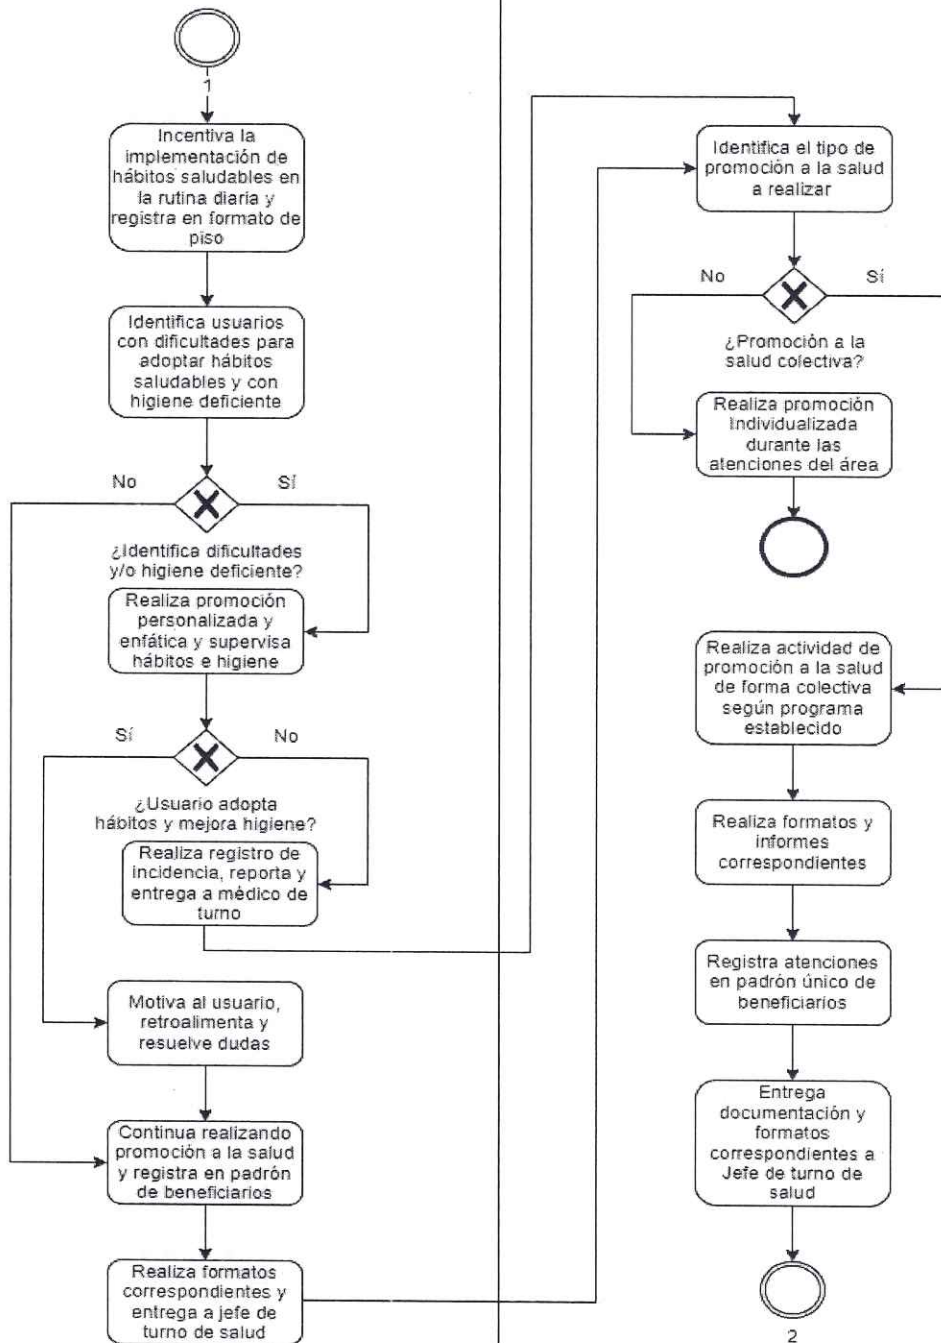 1
Incentiva la
implementación de
hábitos saludables en
la rutina diaria y
registra en formato de
piso
Identifica usuarios
con dificultades para
adoptar hábitos
saludables y con
higiene deficiente
No
Sí
¿Identifica dificultades
y/o higiene deficiente?
Realiza promoción
personalizada y
enfática y supervisa
hábitos e higiene
Sí
No
¿Usuario adopta
hábitos y mejora higiene?
Realiza registro de
incidencia, reporta y
entrega a médico de
turno
Motiva al usuario,
retroalimenta y
resuelve dudas
Continua realizando
promoción a la salud
y registra en padrón
de beneficiarios
Realiza formatos
correspondientes y
entrega a jefe de
turno de salud
Identifica el tipo de
promoción a la salud
a realizar
No
Sí
¿Promoción a la
salud colectiva?
Realiza promoción
Individualizada
durante las
atenciones del área
Realiza actividad de
promoción a la salud
de forma colectiva
según programa
establecido
Realiza formatos y
informes
correspondientes
Registra atenciones
en padrón único de
beneficiarios
Entrega
documentación y
formatos
correspondientes a
Jefe de turno de
salud
2